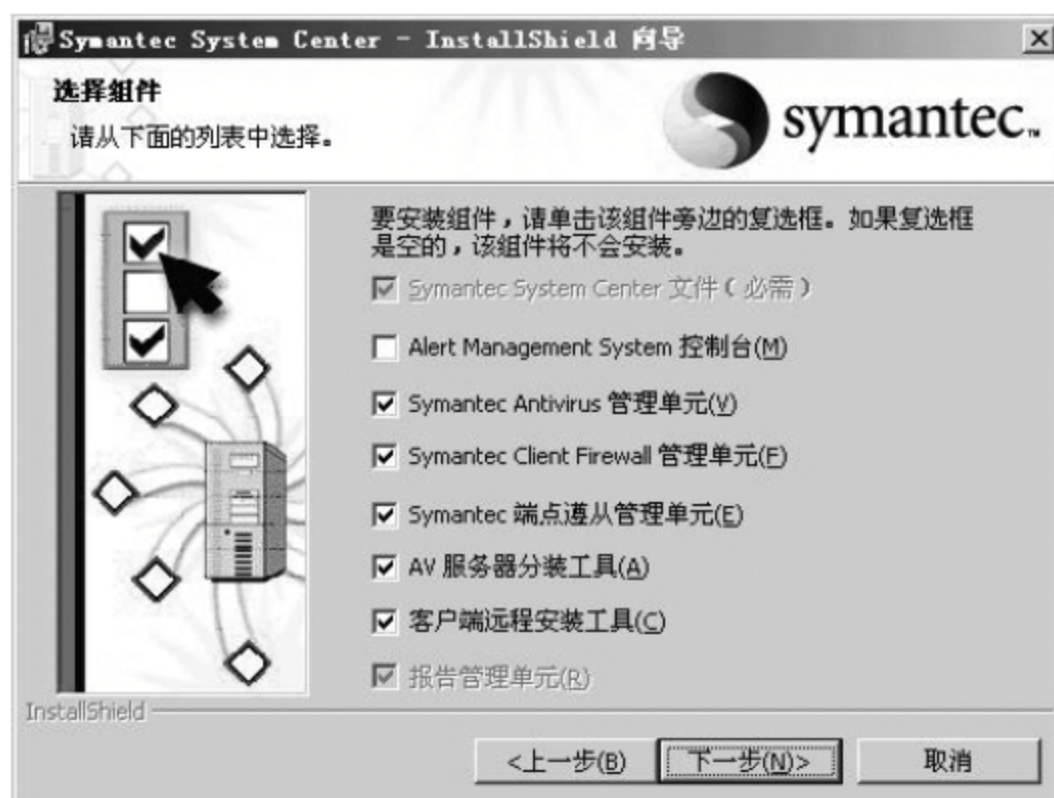 Symantec System Center - InstallShield 向导
选择组件
请从下面的列表中选择。
symantec.
要安装组件，请单击该组件旁边的复选框。如果复选框
是空的，该组件将不会安装。
Symantec System Center 文件（必需）
Alert Management System 控制台(M)
Symantec Antivirus 管理单元(V)
Symantec Client Firewall 管理单元(F)
Symantec 端点遵从管理单元(E)
AV 服务器分装工具(A)
客户端远程安装工具(C)
报告管理单元(R)
InstallShield
<上一步(B)
下一步(N)>
取消